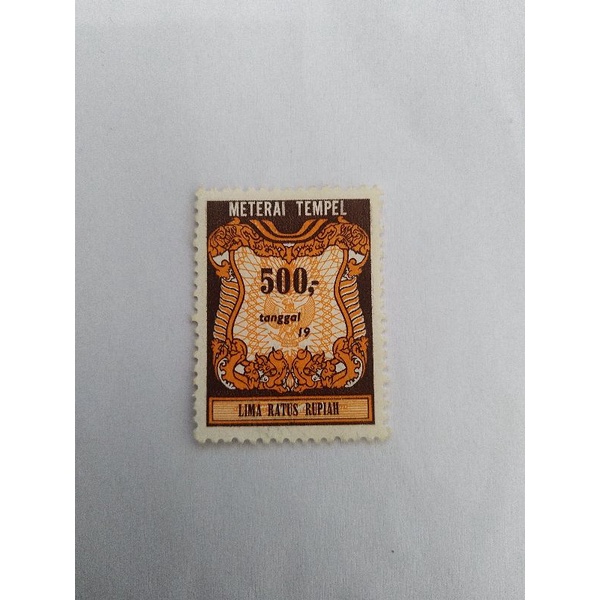 METERAI TEMPEL
500,-
tanggal
19
LIMA RATUS RUPIAH